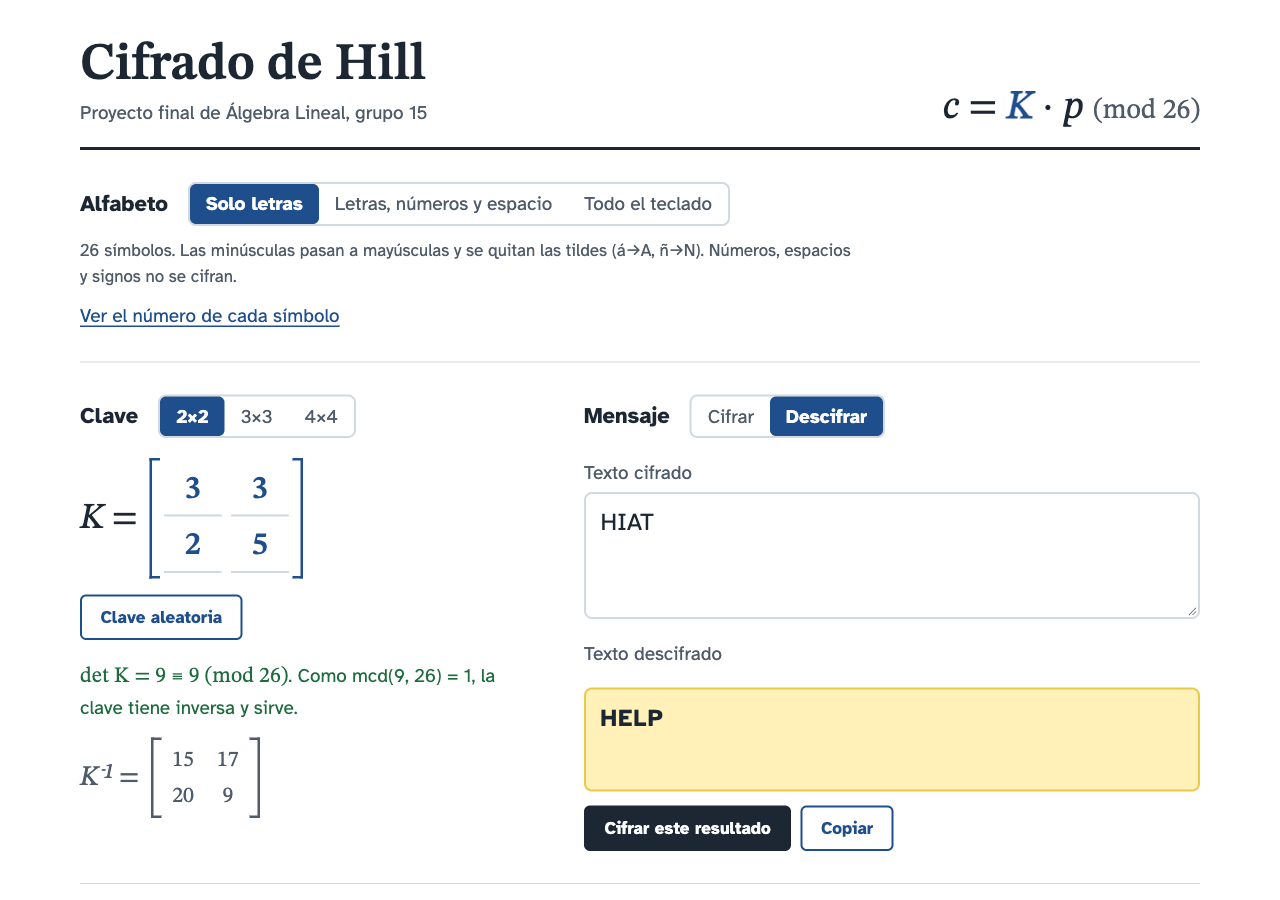 Cifrado de Hill
Proyecto final de Álgebra Lineal, grupo 15
c = K · p (mod 26)
Alfabeto Solo letras Letras, números y espacio Todo el teclado
26 símbolos. Las minúsculas pasan a mayúsculas y se quitan las tildes (á→A, ñ→N). Números, espacios
y signos no se cifran.
Ver el número de cada símbolo
Clave 2×2 3×3 4×4
K =
3 3
2 5
Clave aleatoria
det K = 9 ≡ 9 (mod 26). Como mcd(9, 26) = 1, la
clave tiene inversa y sirve.
K⁻¹ =
15 17
20 9
Mensaje Cifrar Descifrar
Texto cifrado
HIAT
Texto descifrado
HELP
Cifrar este resultado Copiar